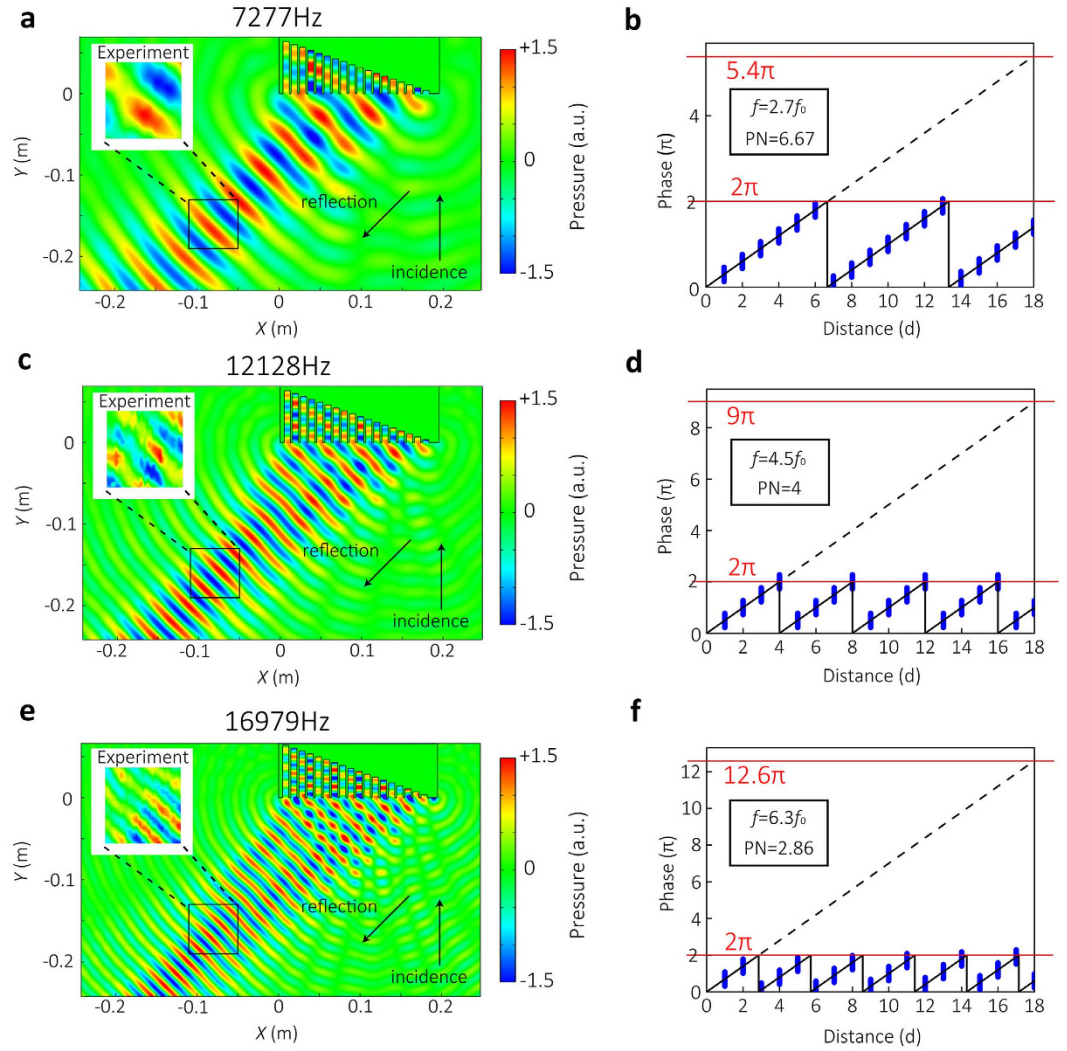 a
7277Hz
Experiment
0
-0.1
-0.2
Y (m)
reflection
incidence
-0.2
-0.1
0
0.1
0.2
X (m)
+1.5
0
-1.5
Pressure (a.u.)
b
5.4π
f=2.7f₀
PN=6.67
2π
4
2
0
Phase (π)
0 2 4 6 8 10 12 14 16 18
Distance (d)
c
12128Hz
Experiment
0
-0.1
-0.2
Y (m)
reflection
incidence
-0.2
-0.1
0
0.1
0.2
X (m)
+1.5
0
-1.5
Pressure (a.u.)
d
9π
f=4.5f₀
PN=4
2π
8
6
4
2
0
Phase (π)
0 2 4 6 8 10 12 14 16 18
Distance (d)
e
16979Hz
Experiment
0
-0.1
-0.2
Y (m)
reflection
incidence
-0.2
-0.1
0
0.1
0.2
X (m)
+1.5
0
-1.5
Pressure (a.u.)
f
12.6π
f=6.3f₀
PN=2.86
2π
12
10
8
6
4
2
0
Phase (π)
0 2 4 6 8 10 12 14 16 18
Distance (d)